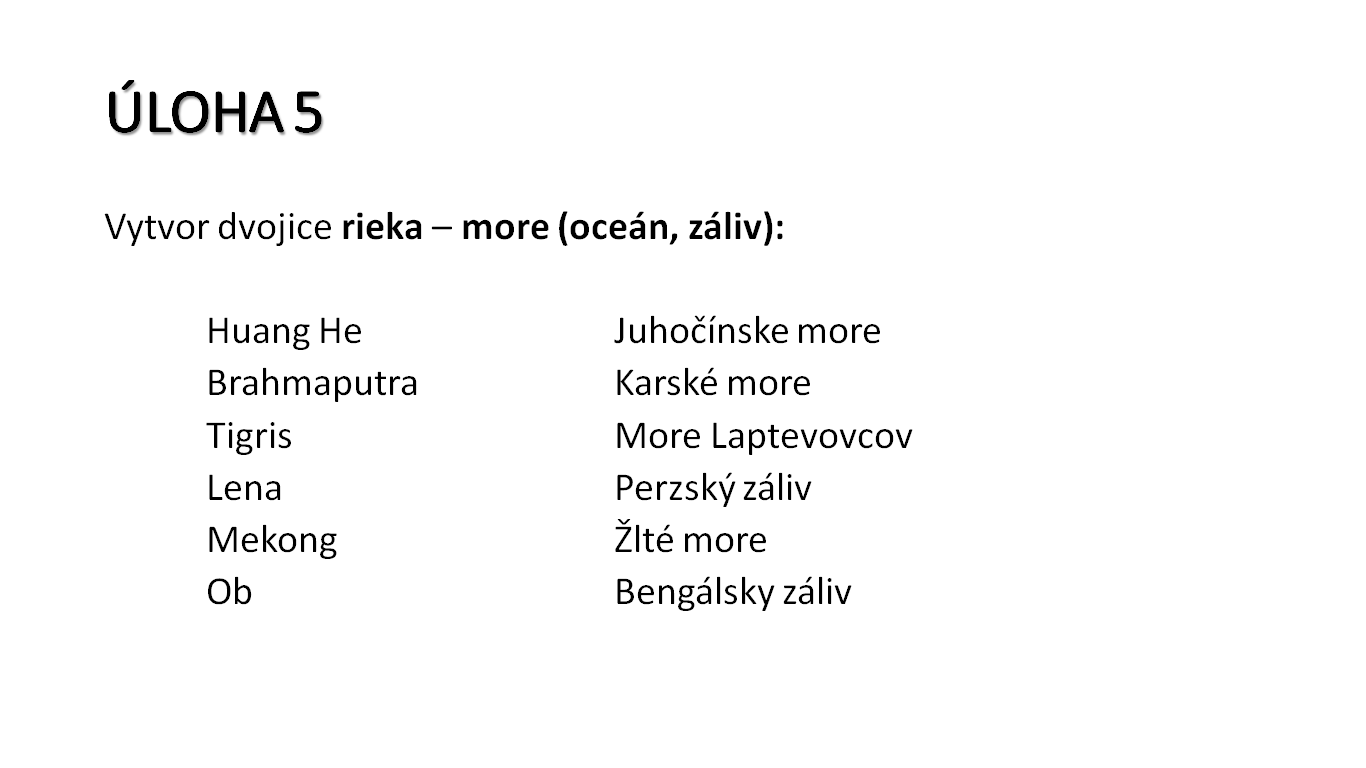 ÚLOHA 5
Vytvor dvojice rieka – more (oceán, záliv):
Huang He Juhočínske more
Brahmaputra Karské more
Tigris More Laptevovcov
Lena Perzský záliv
Mekong Žlté more
Ob Bengálsky záliv